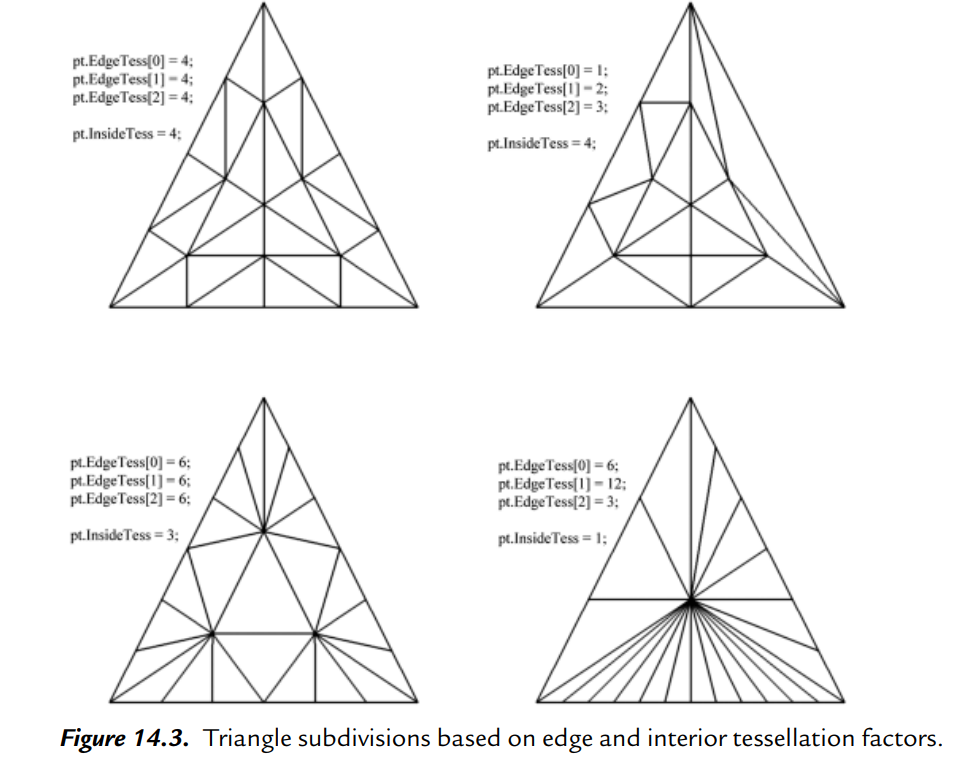 pt.EdgeTess[0] = 4;
pt.EdgeTess[1] = 4;
pt.EdgeTess[2] = 4;
pt.InsideTess = 4;
pt.EdgeTess[0] = 1;
pt.EdgeTess[1] = 2;
pt.EdgeTess[2] = 3;
pt.InsideTess = 4;
pt.EdgeTess[0] = 6;
pt.EdgeTess[1] = 6;
pt.EdgeTess[2] = 6;
pt.InsideTess = 3;
pt.EdgeTess[0] = 6;
pt.EdgeTess[1] = 12;
pt.EdgeTess[2] = 3;
pt.InsideTess = 1;
Figure 14.3. Triangle subdivisions based on edge and interior tessellation factors.